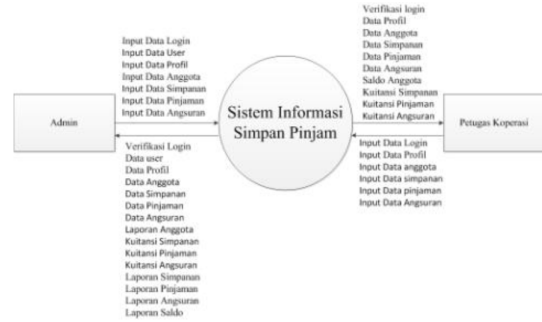 Input Data Login
Input Data User
Input Data Profil
Input Data Anggota
Input Data Simpanan
Input Data Pinjaman
Input Data Angsuran
Admin
Verifikasi Login
Data user
Data Profil
Data Anggota
Data Simpanan
Data Pinjaman
Data Angsuran
Laporan Anggota
Kuitansi Simpanan
Kuitansi Pinjaman
Kuitansi Angsuran
Laporan Simpanan
Laporan Pinjaman
Laporan Angsuran
Laporan Saldo
Sistem Informasi
Simpan Pinjam
Verifikasi login
Data Profil
Data Anggota
Data Simpanan
Data Pinjaman
Data Angsuran
Saldo Anggota
Kuitansi Simpanan
Kuitansi Pinjaman
Kuitansi Angsuran
Petugas Koperasi
Input Data Login
Input Data Profil
Input Data anggota
Input Data simpanan
Input Data pinjaman
Input Data Angsuran